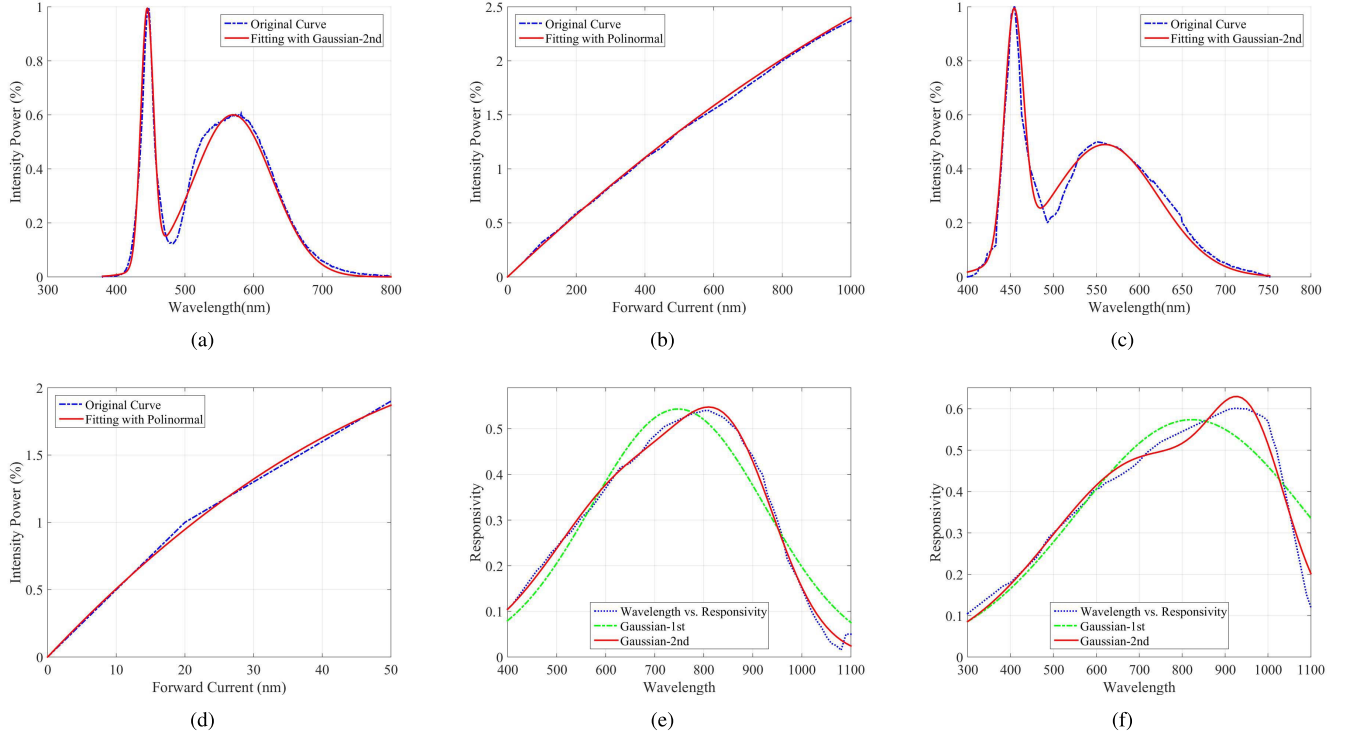 1
0.8
0.6
0.4
0.2
0
Intensity Power (%)
Original Curve
Fitting with Gaussian-2nd
300
400
500
600
700
800
Wavelength(nm)
(a)
2.5
2
1.5
1
0.5
0
Intensity Power (%)
Original Curve
Fitting with Polinormal
0
200
400
600
800
1000
Forward Current (nm)
(b)
1
0.8
0.6
0.4
0.2
0
Intensity Power (%)
Original Curve
Fitting with Gaussian-2nd
400
450
500
550
600
650
700
750
800
Wavelength(nm)
(c)
2
1.5
1
0.5
0
Intensity Power (%)
Original Curve
Fitting with Polinormal
0
10
20
30
40
50
Forward Current (nm)
(d)
0.5
0.4
0.3
0.2
0.1
0
Responsivity
Wavelength vs. Responsivity
Gaussian-1st
Gaussian-2nd
400
500
600
700
800
900
1000
1100
Wavelength
(e)
0.6
0.5
0.4
0.3
0.2
0.1
0
Responsivity
Wavelength vs. Responsivity
Gaussian-1st
Gaussian-2nd
300
400
500
600
700
800
900
1000
1100
Wavelength
(f)